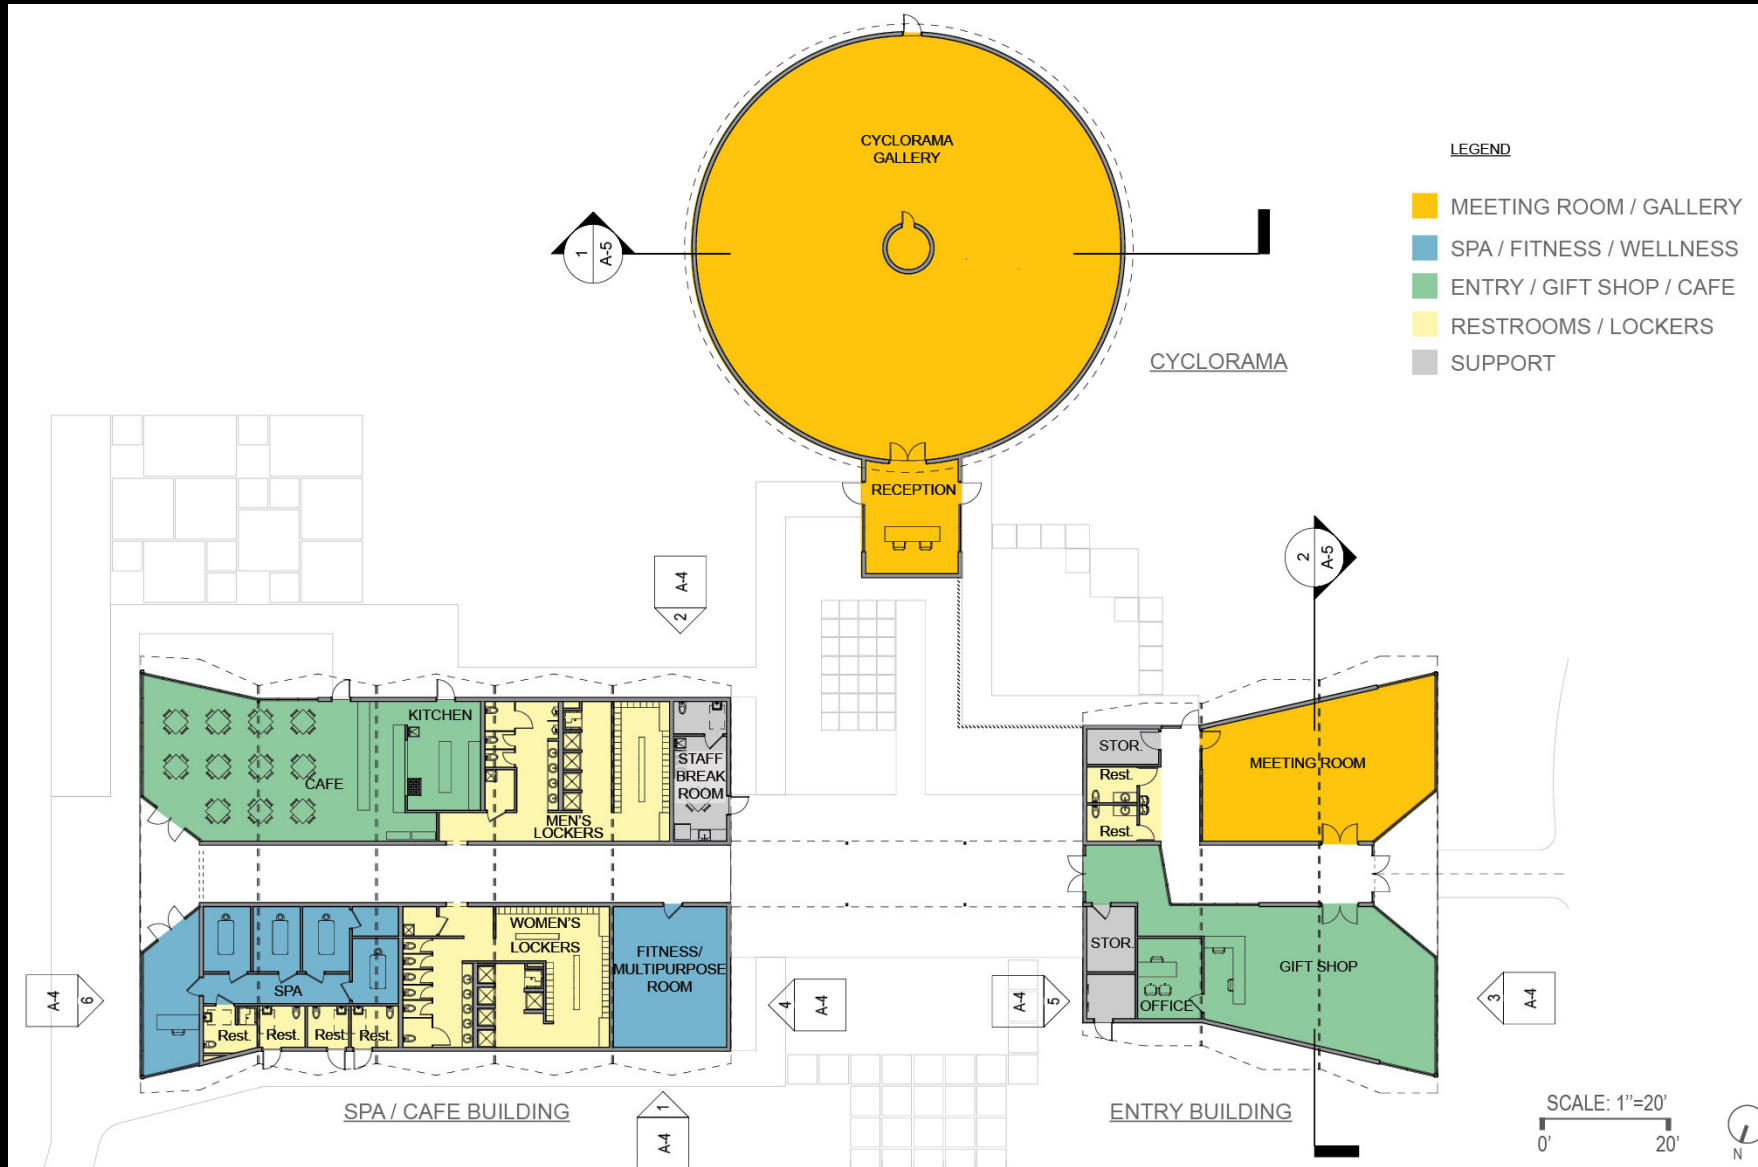 CYCLORAMA
GALLERY
LEGEND
MEETING ROOM / GALLERY
SPA / FITNESS / WELLNESS
ENTRY / GIFT SHOP / CAFE
RESTROOMS / LOCKERS
SUPPORT
1
A-5
CYCLORAMA
RECEPTION
2
A-5
A-4
2
KITCHEN
CAFE
MEN'S
LOCKERS
STAFF
BREAK
ROOM
STOR.
Rest.
Rest.
MEETING ROOM
WOMEN'S
LOCKERS
FITNESS/
MULTIPURPOSE
ROOM
SPA
Rest.
Rest.
Rest.
Rest.
STOR.
OFFICE
GIFT SHOP
A-4
6
4
A-4
A-4
5
3
A-4
SPA / CAFE BUILDING
1
A-4
ENTRY BUILDING
SCALE: 1''=20'
0'
20'
N